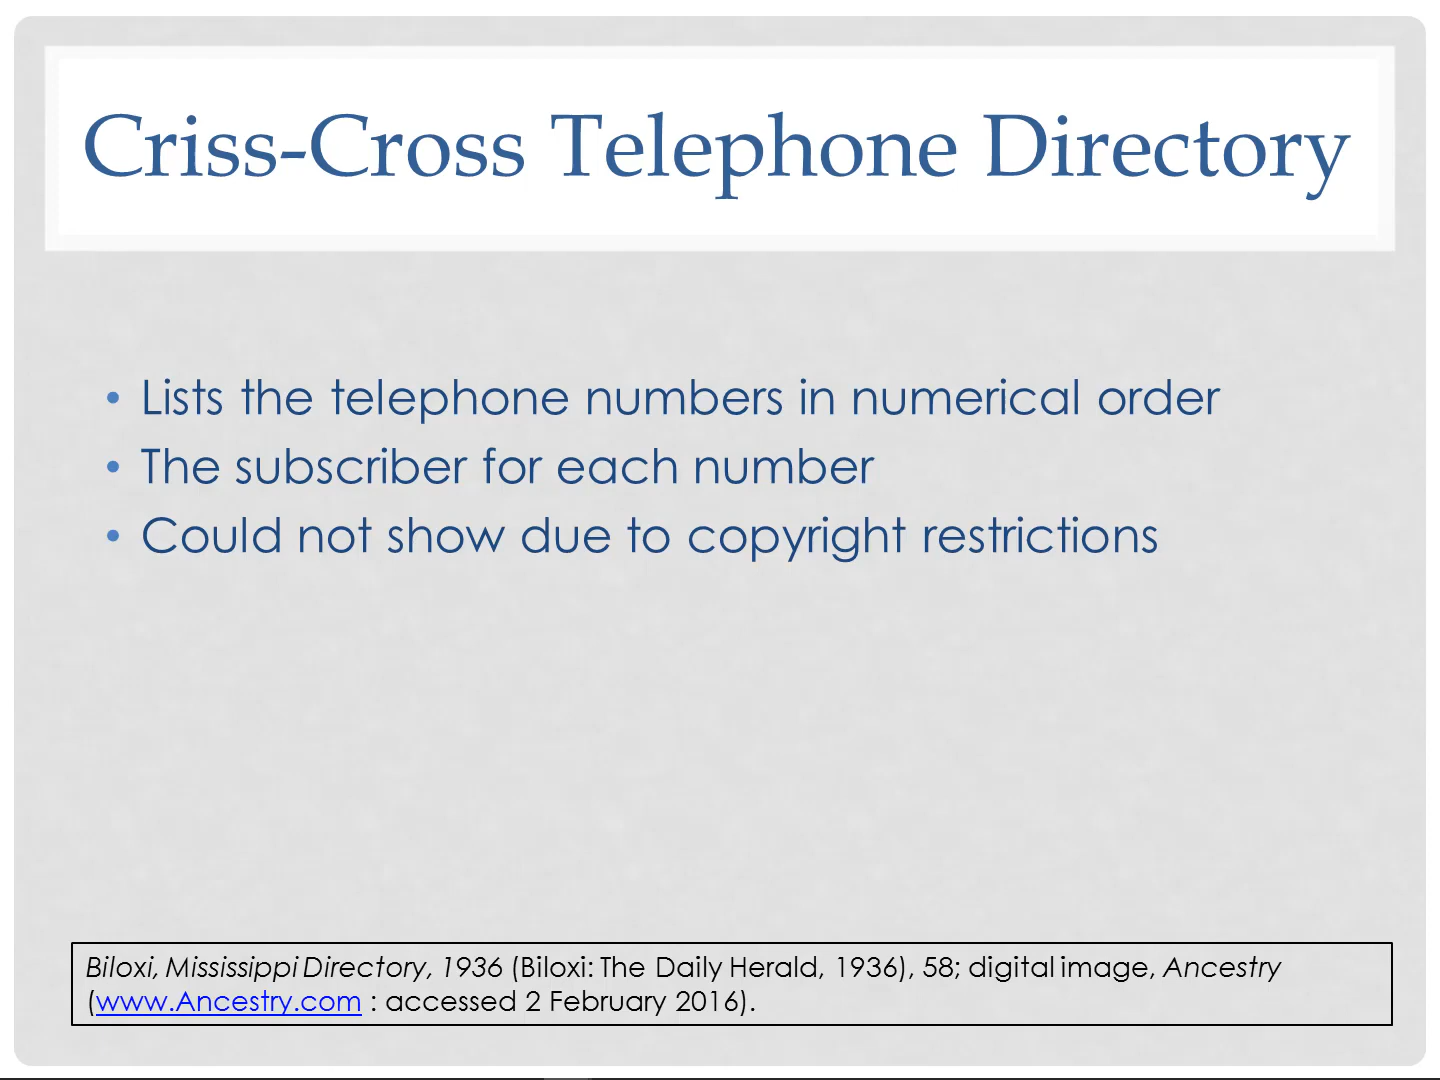 Criss-Cross Telephone Directory
• Lists the telephone numbers in numerical order
• The subscriber for each number
• Could not show due to copyright restrictions
Biloxi, Mississippi Directory, 1936 (Biloxi: The Daily Herald, 1936), 58; digital image, Ancestry
(www.Ancestry.com : accessed 2 February 2016).